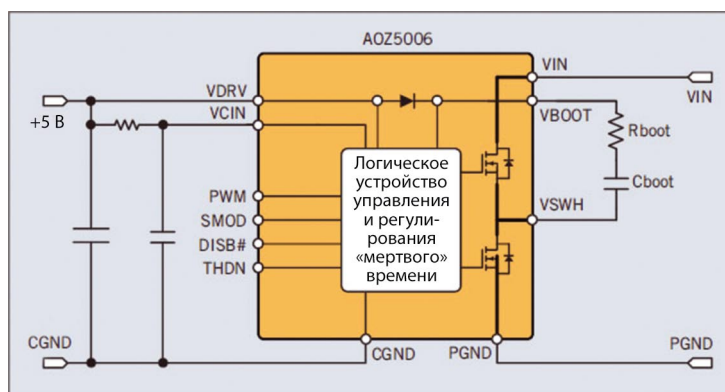 AOZ5006
VIN
VDRV
VIN
+5 В
VCIN
VBOOT
Rboot
Логическое
устройство
управления
и регули-
рования
«мертвого»
времени
Cboot
PWM
SMOD
VSWH
DISB#
THDN
CGND
CGND
PGND
PGND